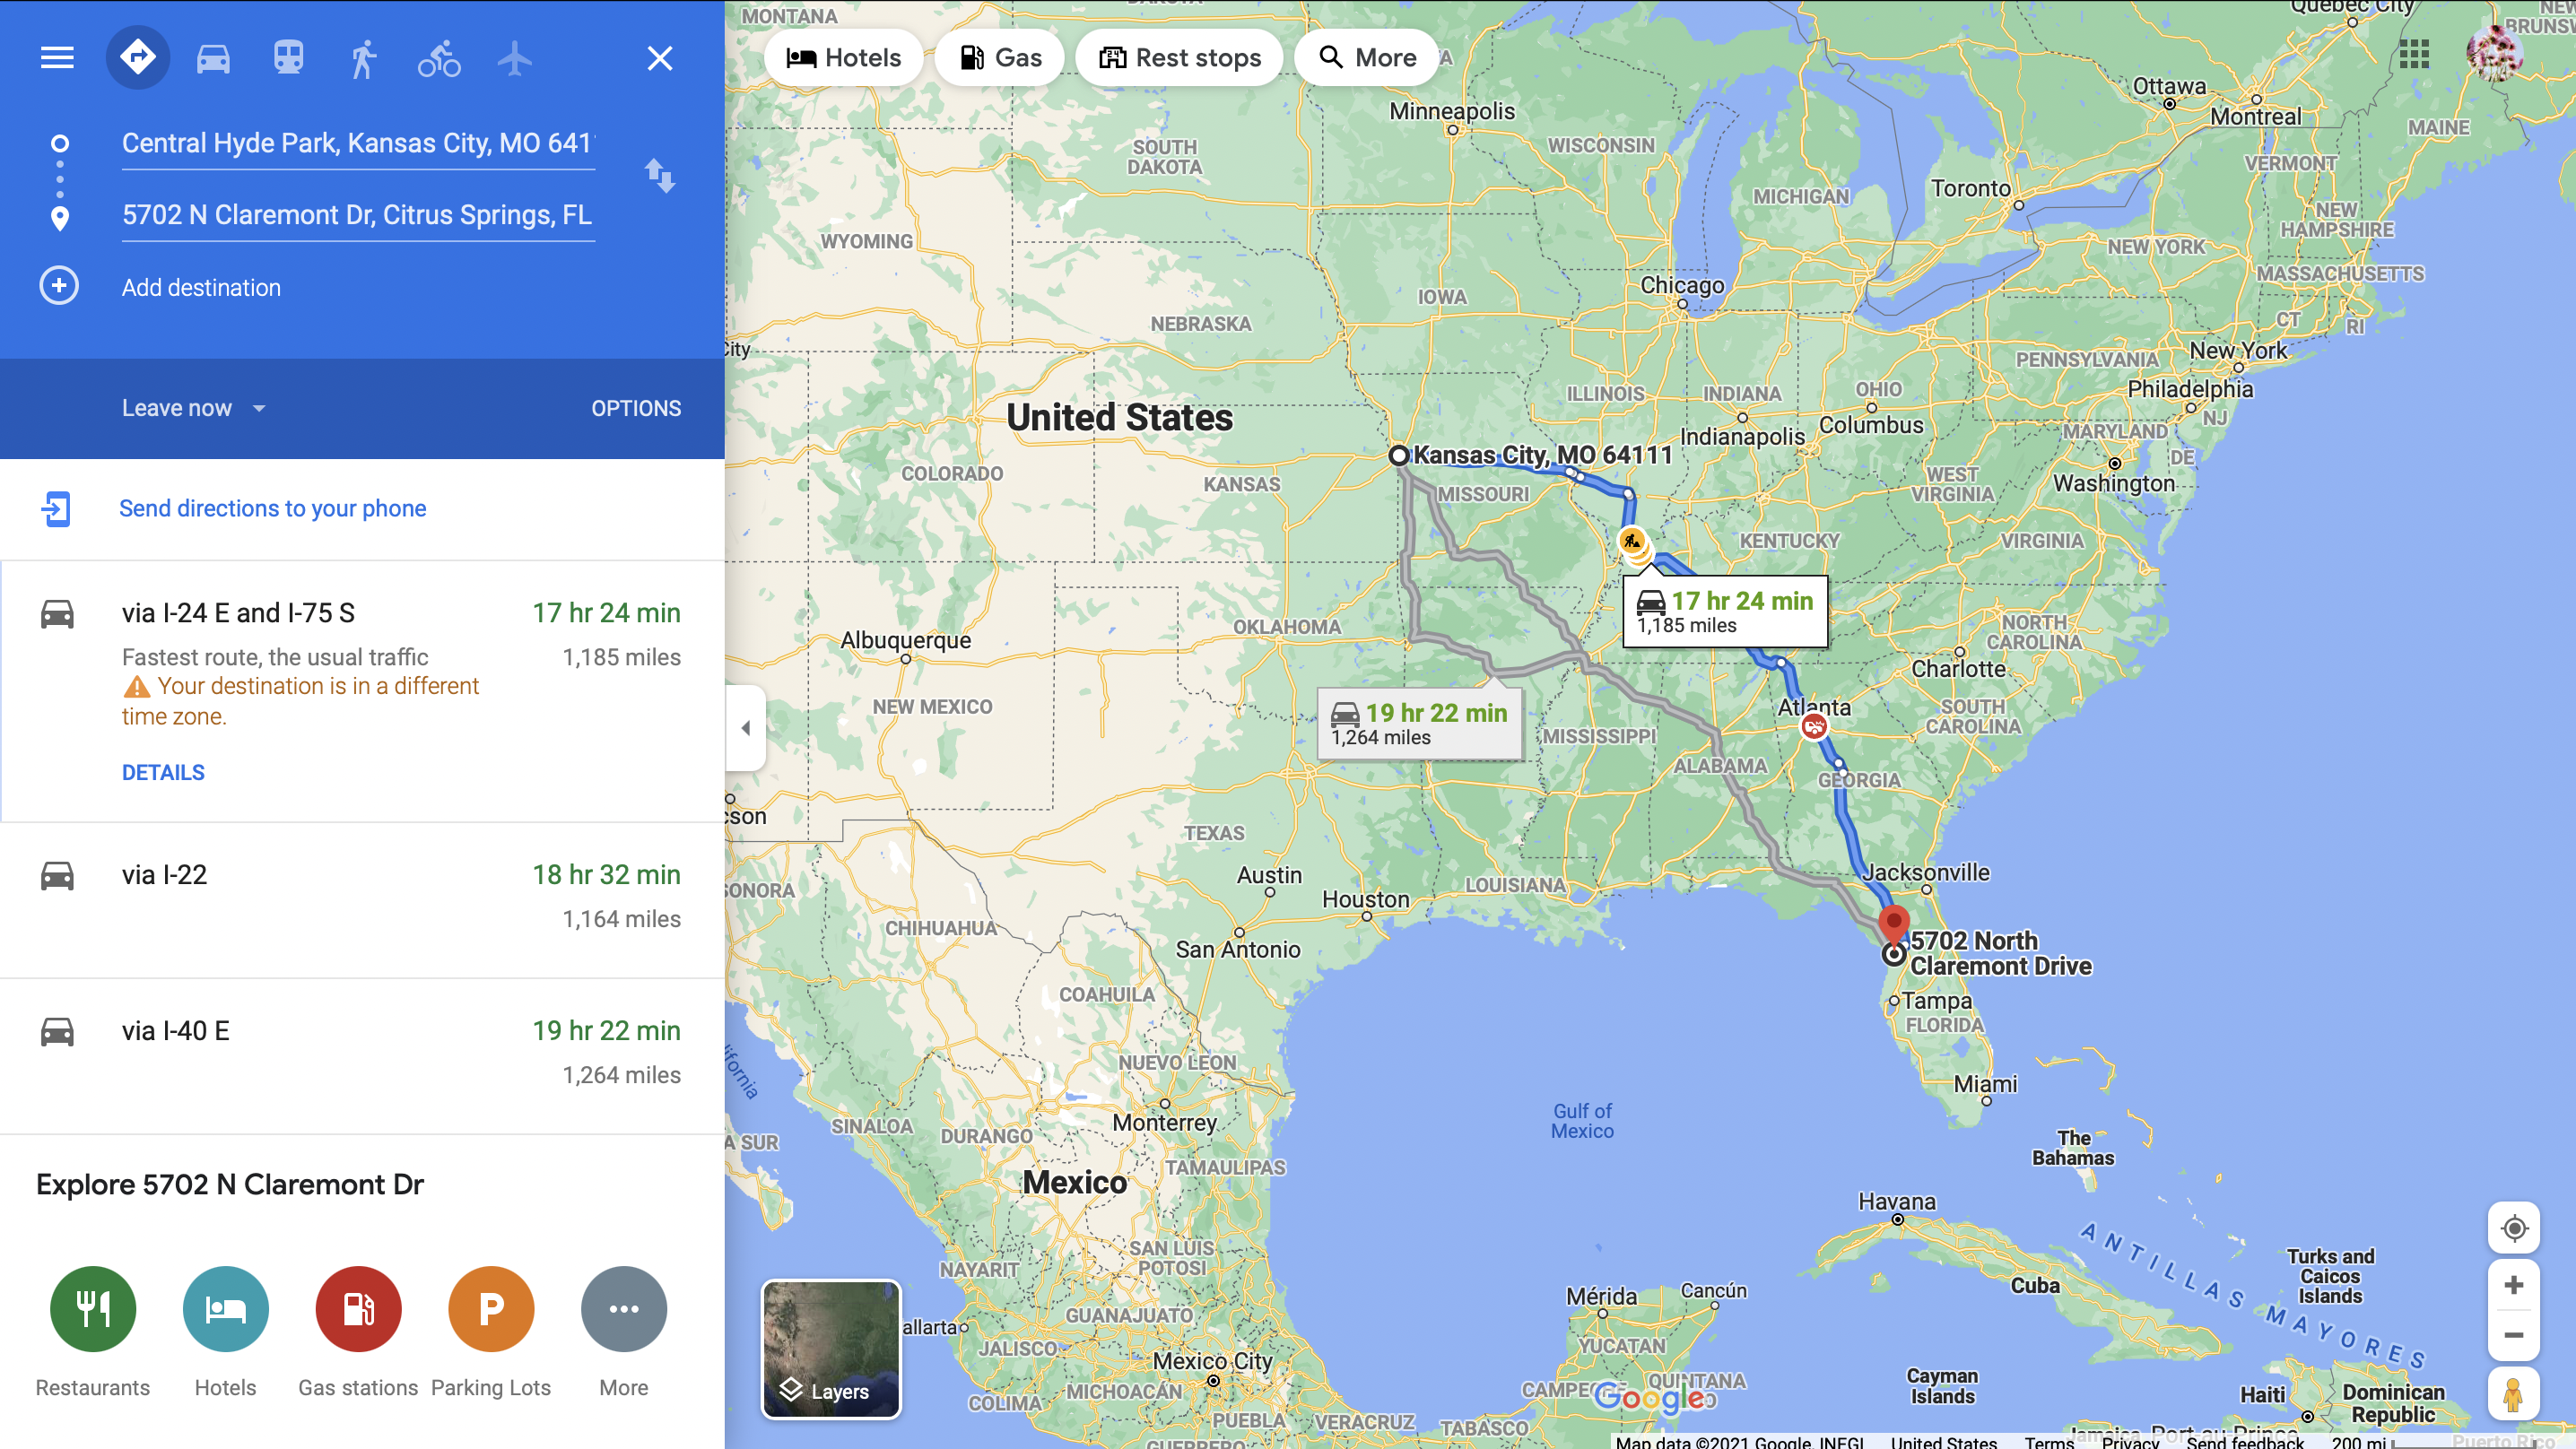 Central Hyde Park, Kansas City, MO 641
5702 N Claremont Dr, Citrus Springs, FL
Add destination
Leave now
OPTIONS
Send directions to your phone
via I-24 E and I-75 S
17 hr 24 min
Fastest route, the usual traffic
1,185 miles
Your destination is in a different
time zone.
DETAILS
via I-22
18 hr 32 min
1,164 miles
via I-40 E
19 hr 22 min
1,264 miles
Explore 5702 N Claremont Dr
Restaurants
Hotels
Gas stations
Parking Lots
More
Hotels
Gas
Rest stops
More
MONTANA
Quebec City
Ottawa
Montreal
MAINE
Minneapolis
WISCONSIN
SOUTH
DAKOTA
VERMONT
Toronto
MICHIGAN
NEW
HAMPSHIRE
WYOMING
NEW YORK
MASSACHUSETTS
Chicago
IOWA
CT
RI
NEBRASKA
City
PENNSYLVANIA
New York
ILLINOIS
INDIANA
OHIO
Philadelphia
United States
Indianapolis
Columbus
NJ
MARYLAND
DE
Kansas City, MO 64111
COLORADO
KANSAS
MISSOURI
WEST
VIRGINIA
Washington
KENTUCKY
VIRGINIA
17 hr 24 min
1,185 miles
OKLAHOMA
NORTH
CAROLINA
Albuquerque
Charlotte
NEW MEXICO
19 hr 22 min
1,264 miles
Atlanta
SOUTH
CAROLINA
MISSISSIPPI
ALABAMA
GEORGIA
cson
TEXAS
Austin
Jacksonville
SONORA
LOUISIANA
Houston
CHIHUAHUA
San Antonio
5702 North
Claremont Drive
COAHUILA
Tampa
FLORIDA
NUEVO LEON
Miami
Gulf of
Mexico
Monterrey
SINALOA
DURANGO
A SUR
The
Bahamas
TAMAULIPAS
Mexico
Havana
SAN LUIS
POTOSI
NAYARIT
ANTILLAS MAYORES
Turks and
Caicos
Islands
Cuba
Mérida
Cancún
GUANAJUATO
allarta
JALISCO
YUCATAN
Mexico City
Layers
MICHOACÁN
COLIMA
Google
QUINTANA
Cayman
Islands
Haiti
Dominican
Republic
PUEBLA
VERACRUZ
TABASCO
Map data ©2021 Google, INEGI
United States
Terms
Privacy
Send feedback
200 mi
Puerto Rico